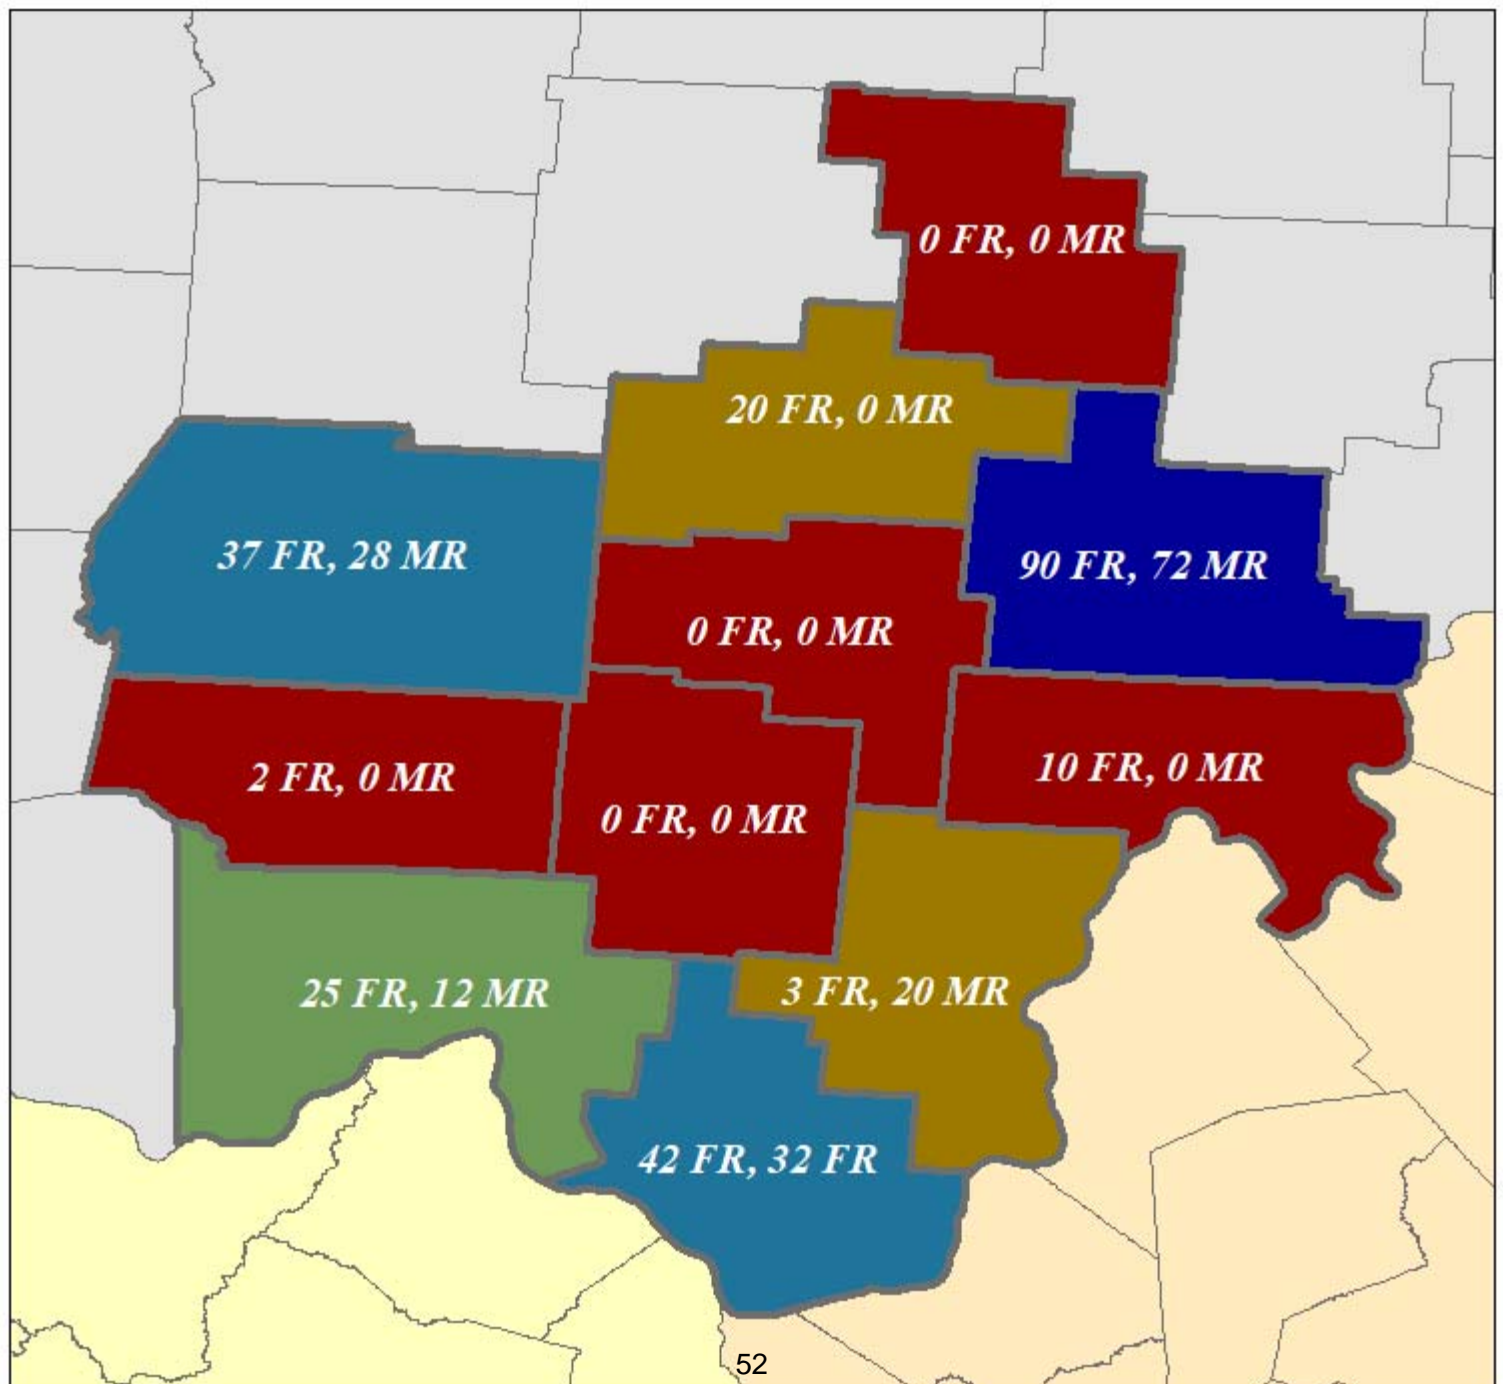 0 FR, 0 MR
20 FR, 0 MR
37 FR, 28 MR
90 FR, 72 MR
0 FR, 0 MR
2 FR, 0 MR
10 FR, 0 MR
0 FR, 0 MR
25 FR, 12 MR
3 FR, 20 MR
42 FR, 32 FR
52